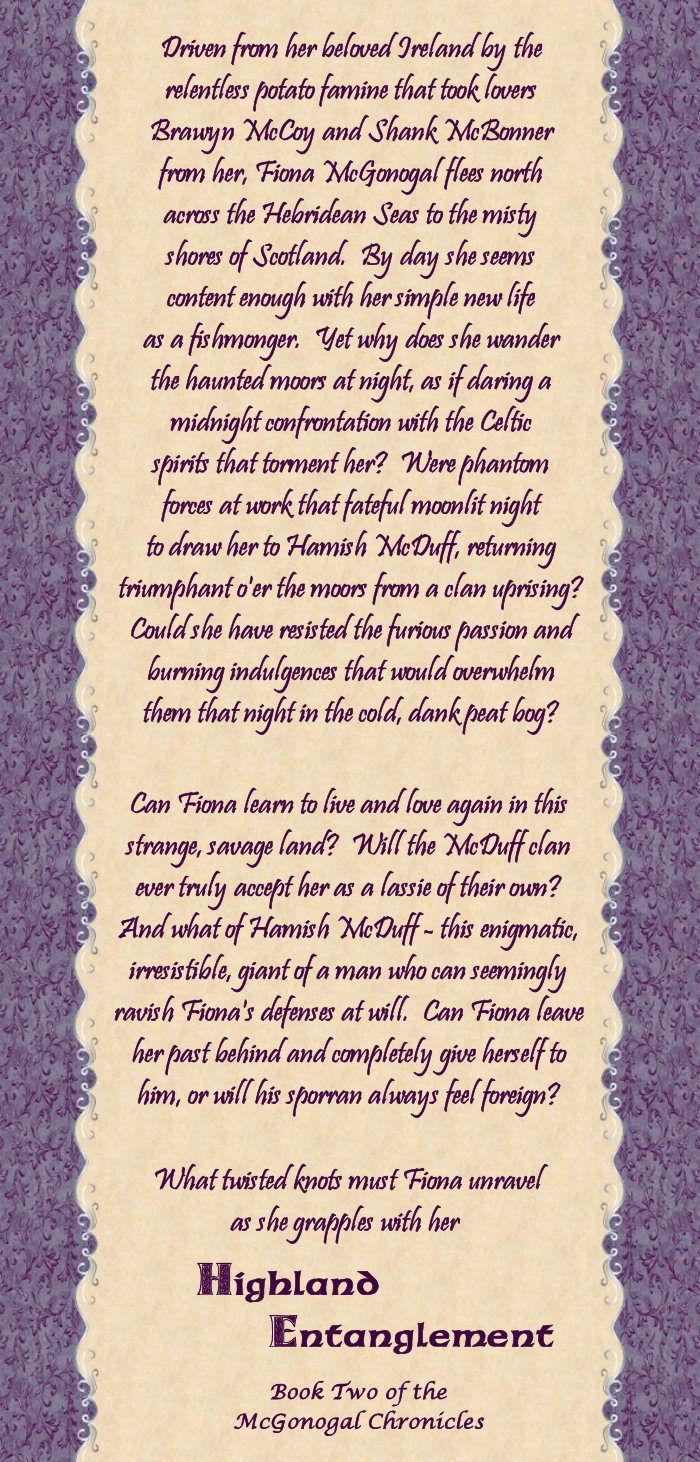 Driven from her beloved Ireland by the
relentless potato famine that took lovers
Brawyn McCoy and Shank McBonner
from her, Fiona McGonogal flees north
across the Hebridean Seas to the misty
shores of Scotland. By day she seems
content enough with her simple new life
as a fishmonger. Yet why does she wander
the haunted moors at night, as if daring a
midnight confrontation with the Celtic
spirits that torment her? Were phantom
forces at work that fateful moonlit night
to draw her to Hamish McDuff, returning
triumphant o'er the moors from a clan uprising?
Could she have resisted the furious passion and
burning indulgences that would overwhelm
them that night in the cold, dank peat bog?
Can Fiona learn to live and love again in this
strange, savage land? Will the McDuff clan
ever truly accept her as a lassie of their own?
And what of Hamish McDuff ~ this enigmatic,
irresistible, giant of a man who can seemingly
ravish Fiona's defenses at will. Can Fiona leave
her past behind and completely give herself to
him, or will his sporran always feel foreign?
What twisted knots must Fiona unravel
as she grapples with her
Highland
Entanglement
Book Two of the
McGonogal Chronicles